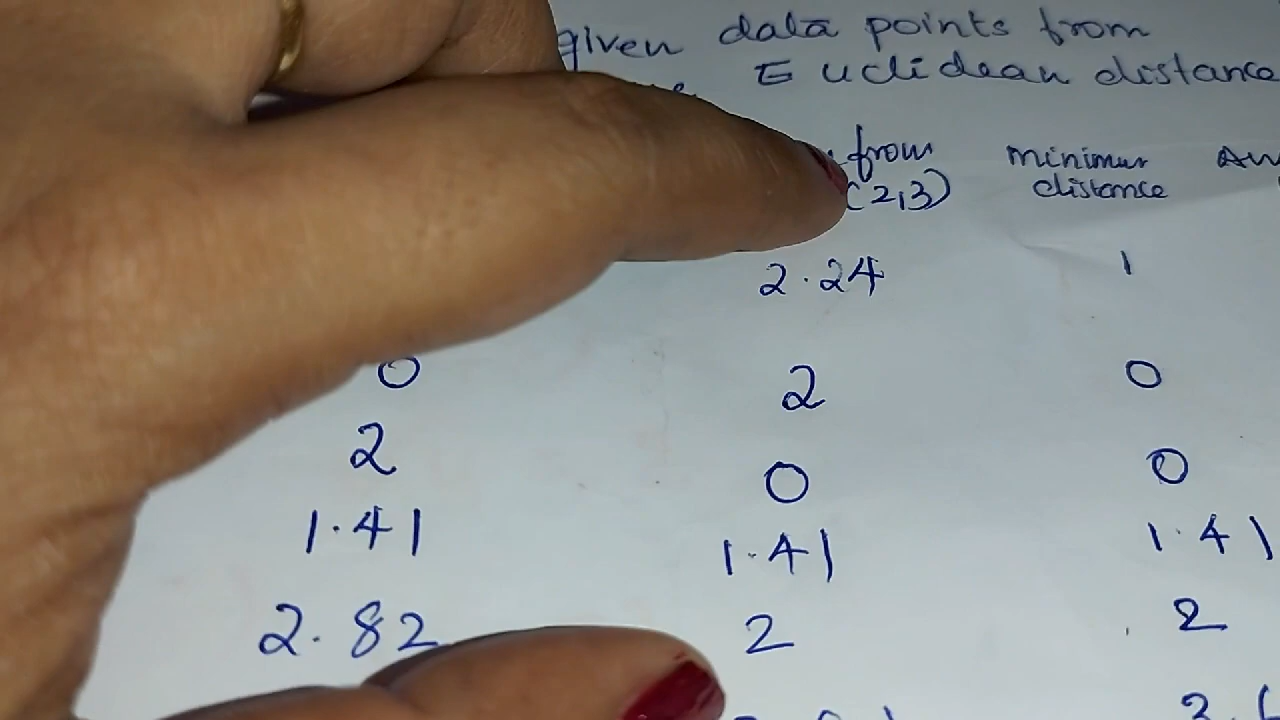 given data points from
Euclidean distance
from minimum
(2,3) distance
2.24 1
0 2 0
2 0 0
1.41 1.41 1.41
2.82 2 2